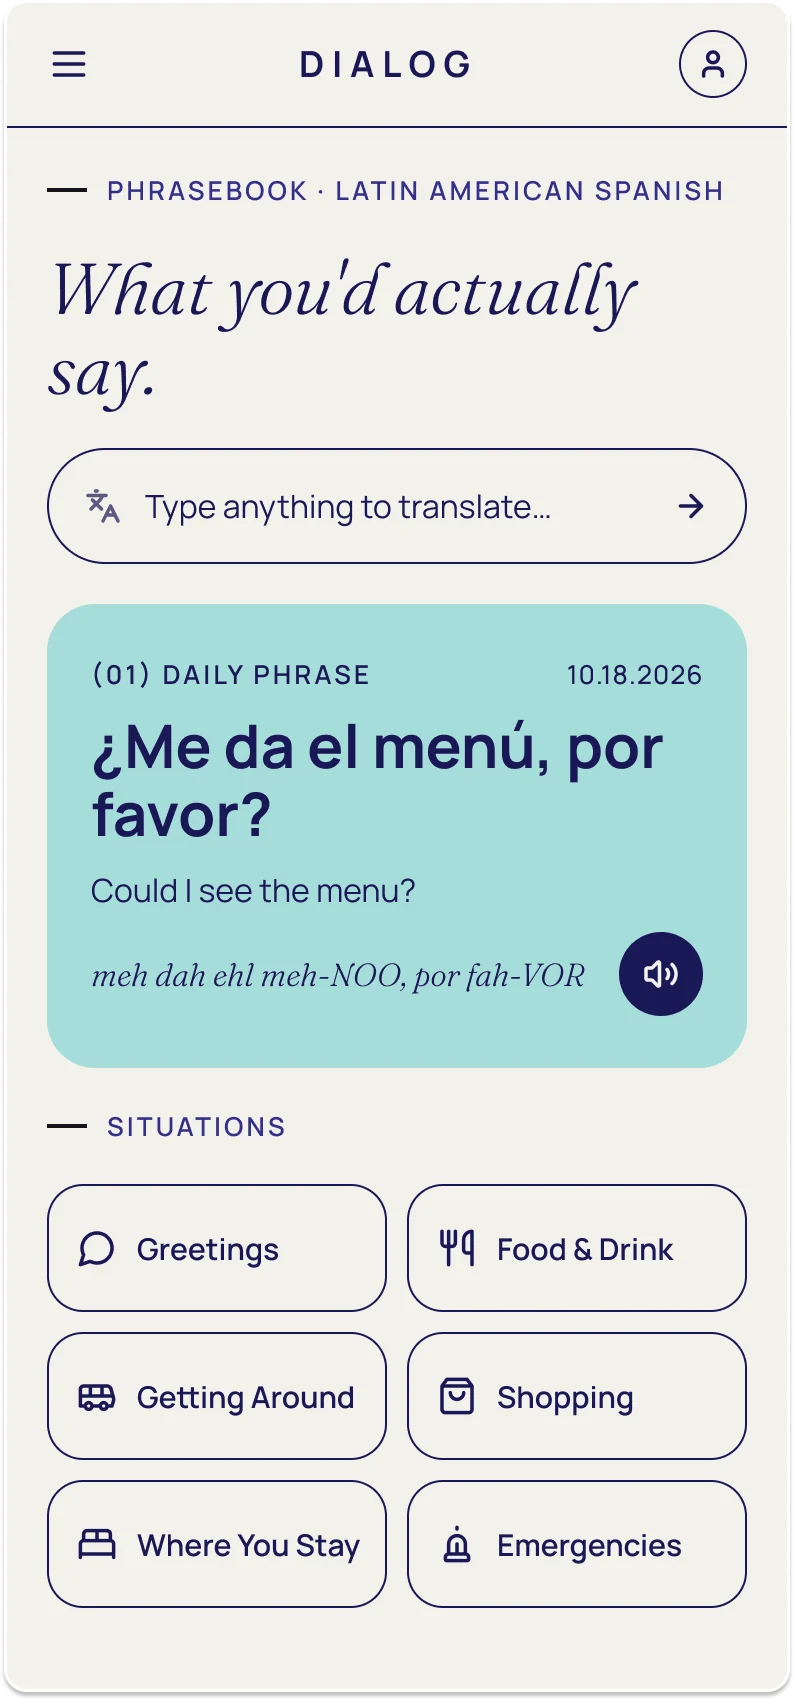 DIALOG
PHRASEBOOK · LATIN AMERICAN SPANISH
What you'd actually
say.
Type anything to translate...
(01) DAILY PHRASE
10.18.2026
¿Me da el menú, por
favor?
Could I see the menu?
meh dah ehl meh-NOO, por fah-VOR
SITUATIONS
Greetings
Food & Drink
Getting Around
Shopping
Where You Stay
Emergencies